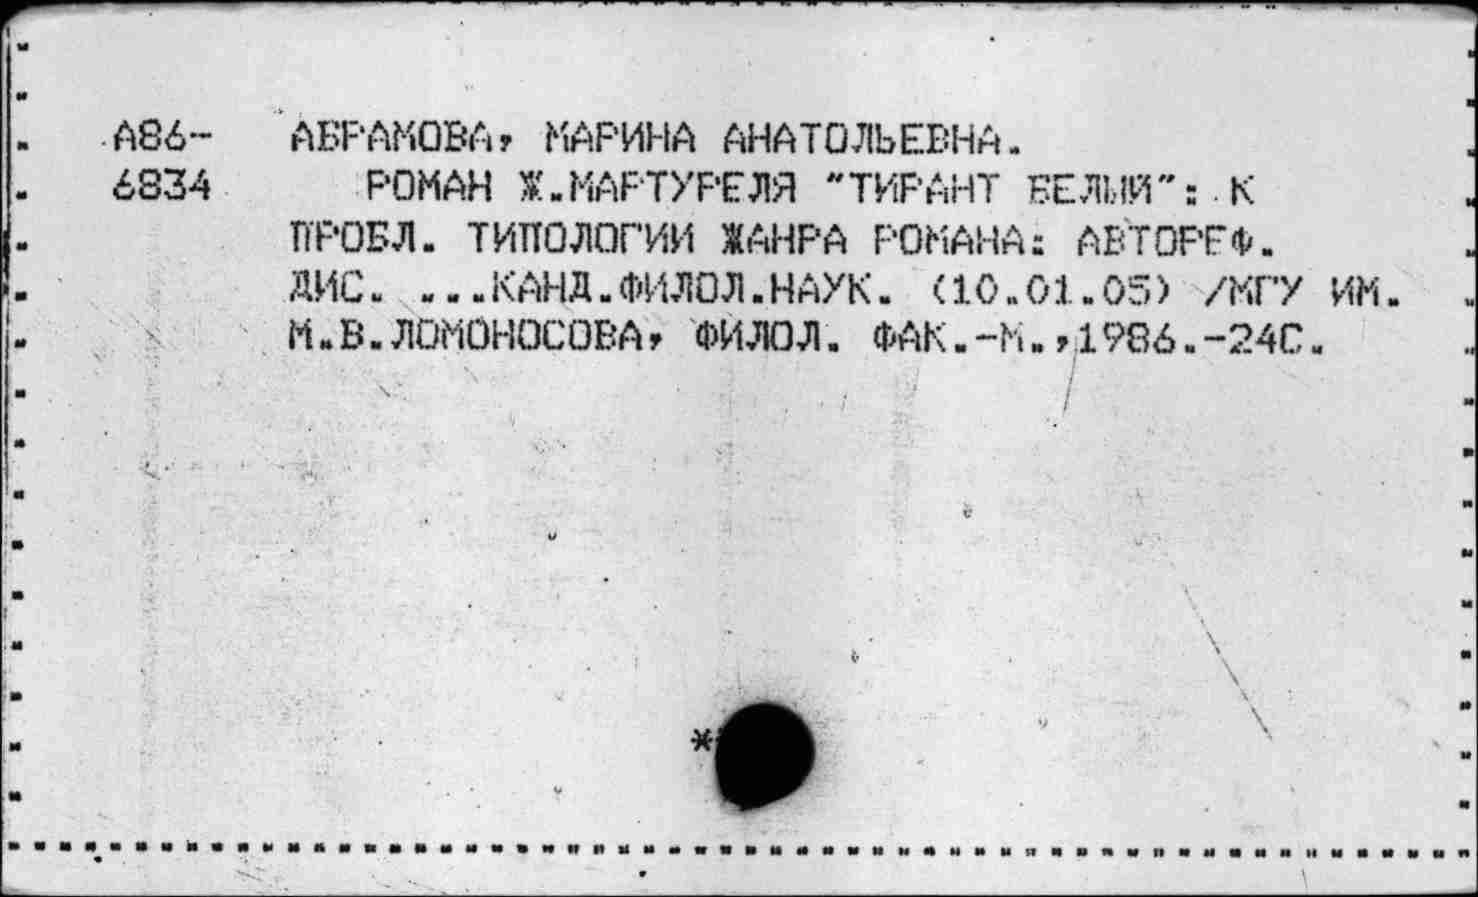 А86- АБРАМОВА, МАРИНА АНАТОЛЬЕВНА.
6834 РОМАН Ж.МАРТУРЕЛЯ "ТИРАНТ БЕЛЫЙ": К
ПРОБЛ. ТИПОЛОГИИ ЖАНРА РОМАНА: АВТОРЕФ.
ДИС. ...КАНД.ФИЛОЛ.НАУК. (10.01.05) /МГУ ИМ.
М.В.ЛОМОНОСОВА, ФИЛОЛ. ФАК.-М.,1986.-24С.
*